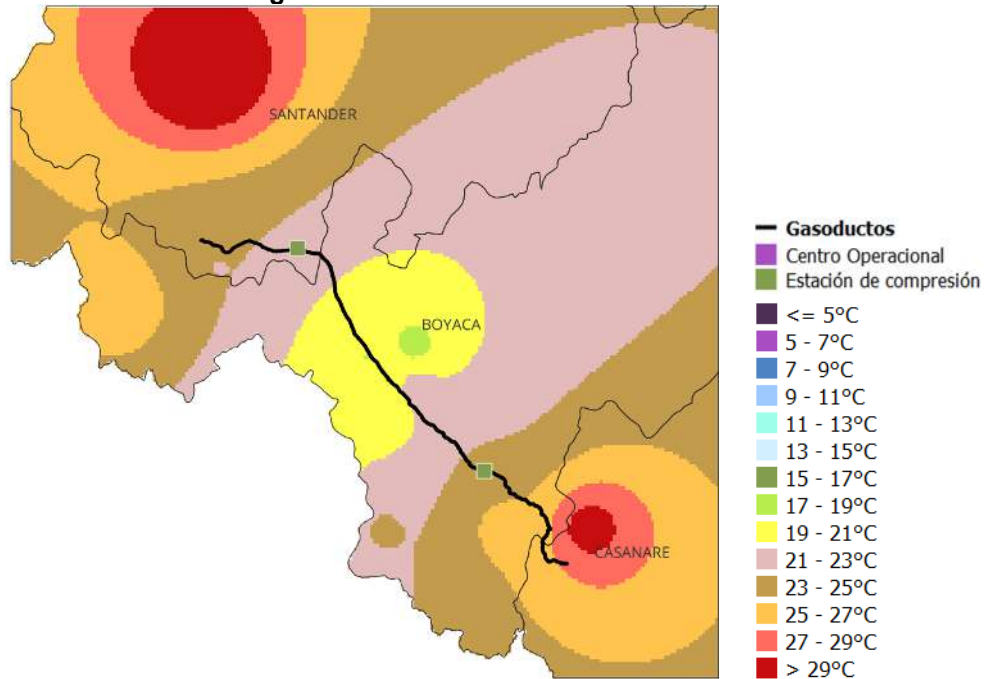 SANTANDER
BOYACA
CASANARE
Gasoductos
Centro Operacional
Estación de compresión
<= 5°C
5 - 7°C
7 - 9°C
9 - 11°C
11 - 13°C
13 - 15°C
15 - 17°C
17 - 19°C
19 - 21°C
21 - 23°C
23 - 25°C
25 - 27°C
27 - 29°C
> 29°C